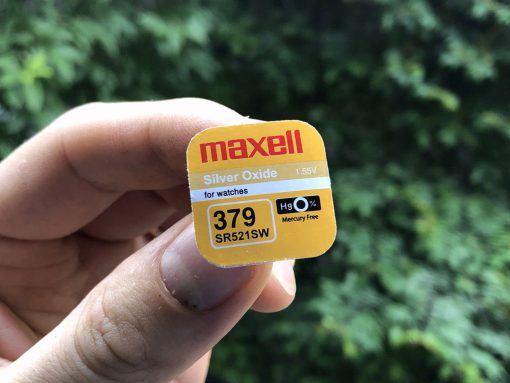 maxell
Silver Oxide 1.55V
for watches
379
SR521SW
Hg 0%
Mercury Free